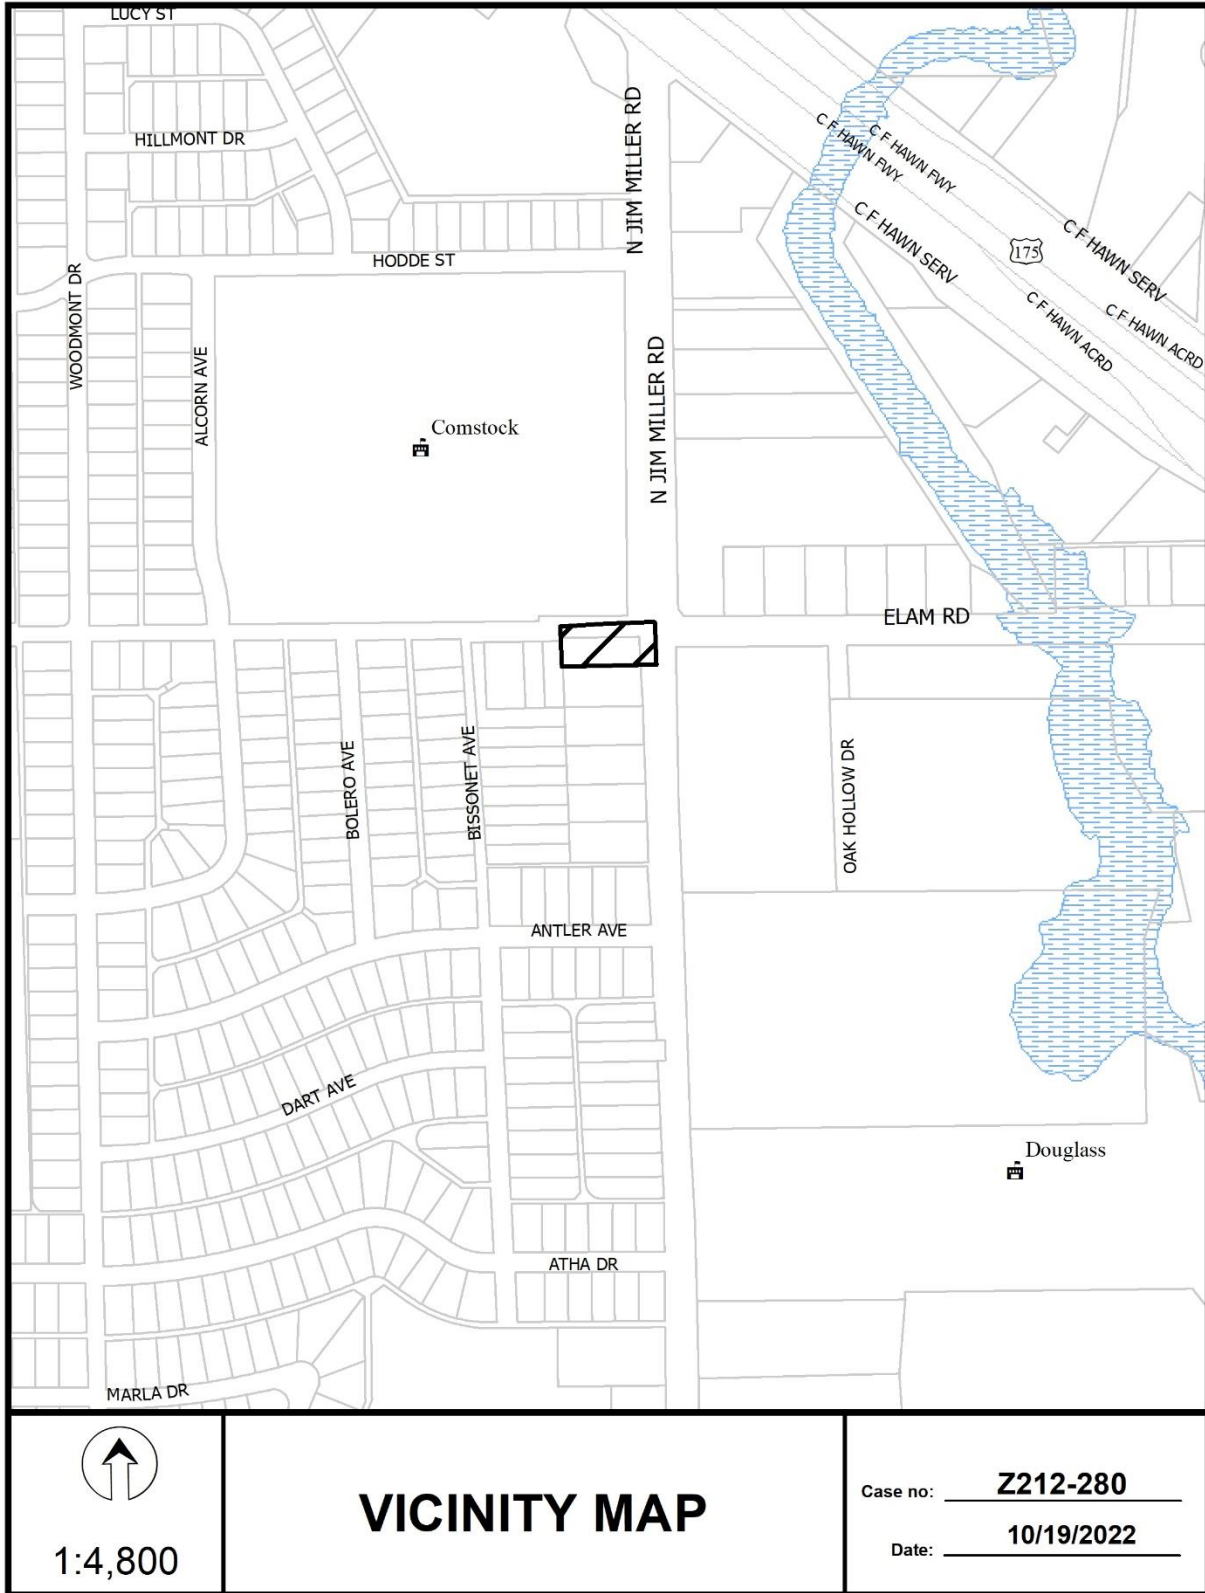 LUCY ST
HILLMONT DR
N JIM MILLER RD
C F HAWN FWY
C F HAWN FWY
C F HAWN SERV
C F HAWN SERV
175
C F HAWN ACRD
C F HAWN ACRD
HODDE ST
WOODMONT DR
ALCORN AVE
N JIM MILLER RD
Comstock
ELAM RD
BOLERO AVE
BISSONET AVE
OAK HOLLOW DR
ANTLER AVE
DART AVE
Douglass
ATHA DR
MARLA DR
1:4,800
VICINITY MAP
Case no: Z212-280
Date: 10/19/2022